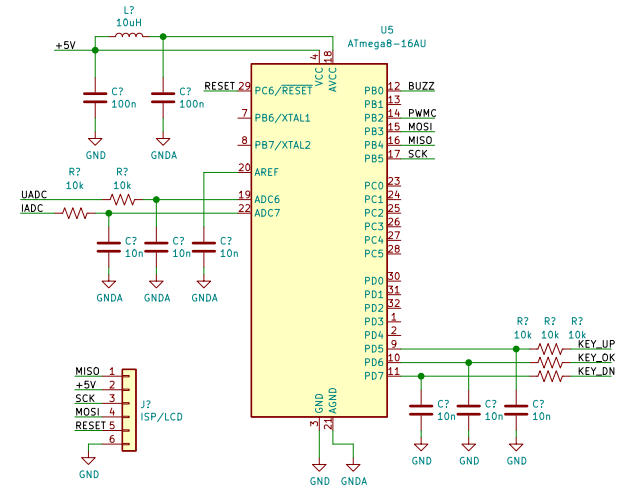 L?
10uH
+5V
C?
100n
C?
100n
GND
GNDA
U5
ATmega8-16AU
4
VCC
18
AVCC
RESET 29 PC6/RESET
7 PB6/XTAL1
8 PB7/XTAL2
20 AREF
19 ADC6
22 ADC7
PB0 12 BUZZ
PB1 13
PB2 14 PWMC
PB3 15 MOSI
PB4 16 MISO
PB5 17 SCK
PC0 23
PC1 24
PC2 25
PC3 26
PC4 27
PC5 28
PD0 30
PD1 31
PD2 32
PD3 1
PD4 2
PD5 9
PD6 10
PD7 11
3
GND
21
AGND
GND
GNDA
R?
10k
R?
10k
UADC
IADC
C?
10n
C?
10n
C?
10n
GNDA
GNDA
GNDA
R? R? R?
10k 10k 10k
KEY_UP
KEY_OK
KEY_DN
C?
10n
C?
10n
C?
10n
GND
GND
GND
MISO 1
+5V 2
SCK 3
MOSI 4
RESET 5
6
J?
ISP/LCD
GND